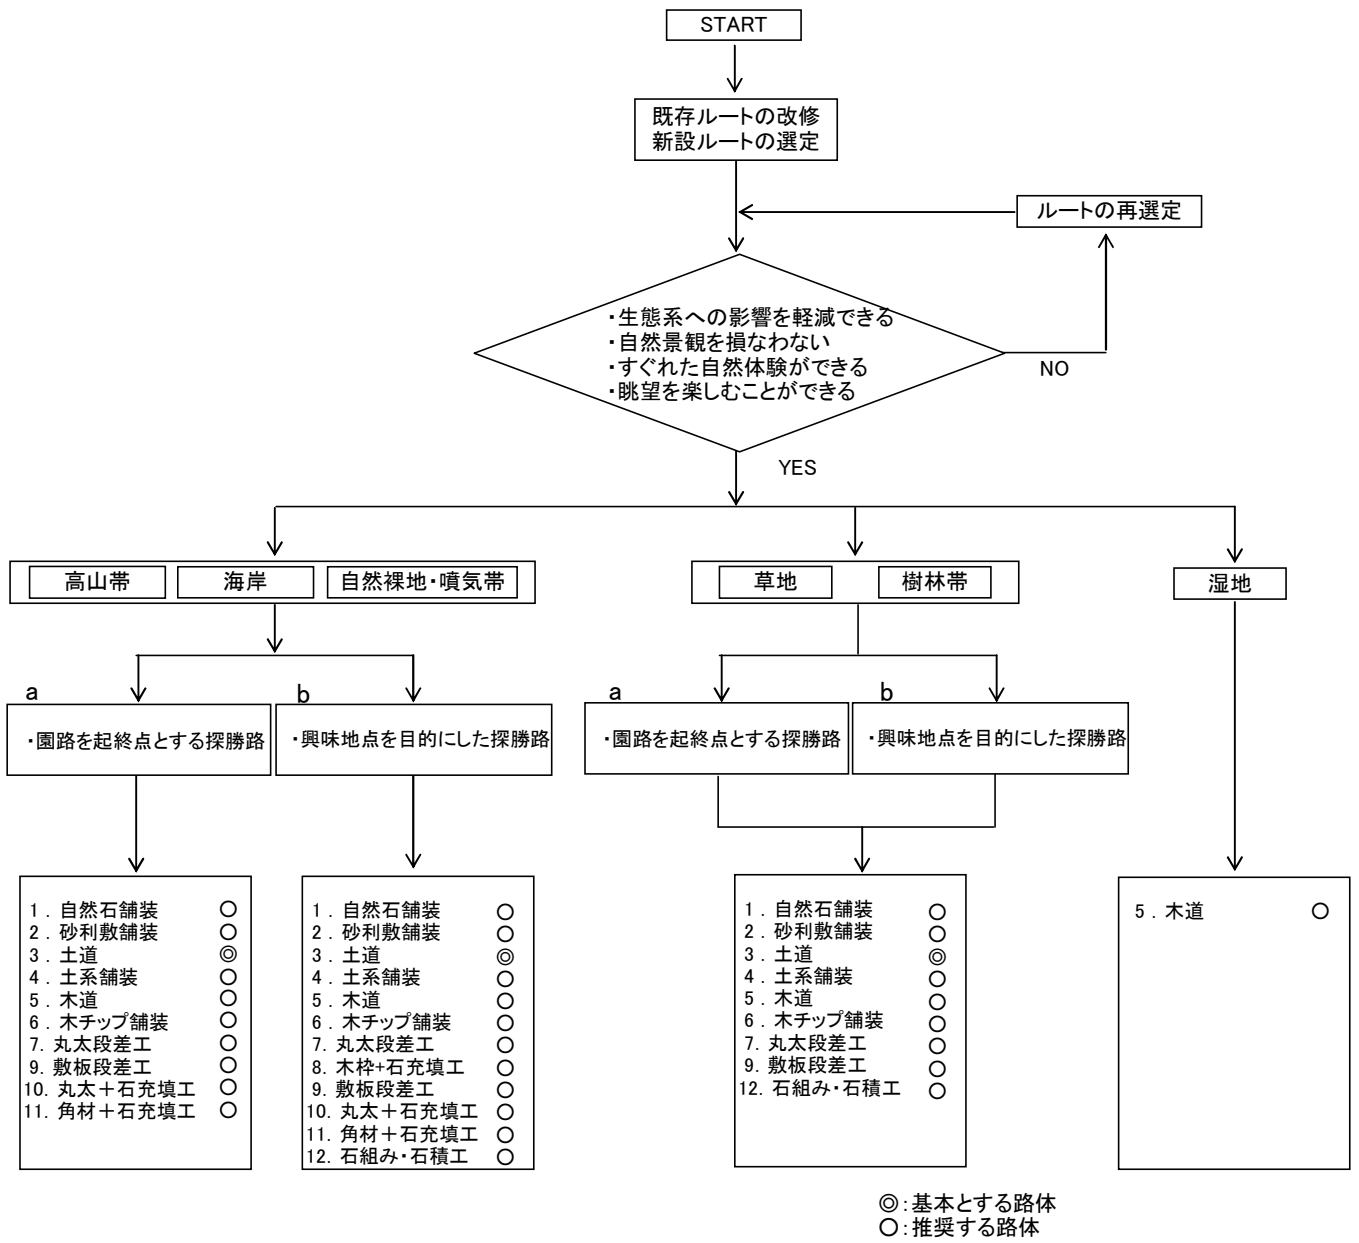 START
既存ルートの改修
新設ルートの選定
ルートの再選定
・生態系への影響を軽減できる
・自然景観を損なわない
・すぐれた自然体験ができる
・眺望を楽しむことができる
NO
YES
高山帯
海岸
自然裸地・噴気帯
草地
樹林帯
湿地
a
・園路を起終点とする探勝路
b
・興味地点を目的にした探勝路
a
・園路を起終点とする探勝路
b
・興味地点を目的にした探勝路
1．自然石舗装 ○
2．砂利敷舗装 ○
3．土道 ◎
4．土系舗装 ○
5．木道 ○
6．木チップ舗装 ○
7．丸太段差工 ○
9．敷板段差工 ○
10．丸太＋石充填工 ○
11．角材＋石充填工 ○
1．自然石舗装 ○
2．砂利敷舗装 ○
3．土道 ◎
4．土系舗装 ○
5．木道 ○
6．木チップ舗装 ○
7．丸太段差工 ○
8．木枠+石充填工 ○
9．敷板段差工 ○
10．丸太＋石充填工 ○
11．角材＋石充填工 ○
12．石組み・石積工 ○
1．自然石舗装 ○
2．砂利敷舗装 ○
3．土道 ◎
4．土系舗装 ○
5．木道 ○
6．木チップ舗装 ○
7．丸太段差工 ○
9．敷板段差工 ○
12．石組み・石積工 ○
5．木道 ○
◎：基本とする路体
○：推奨する路体